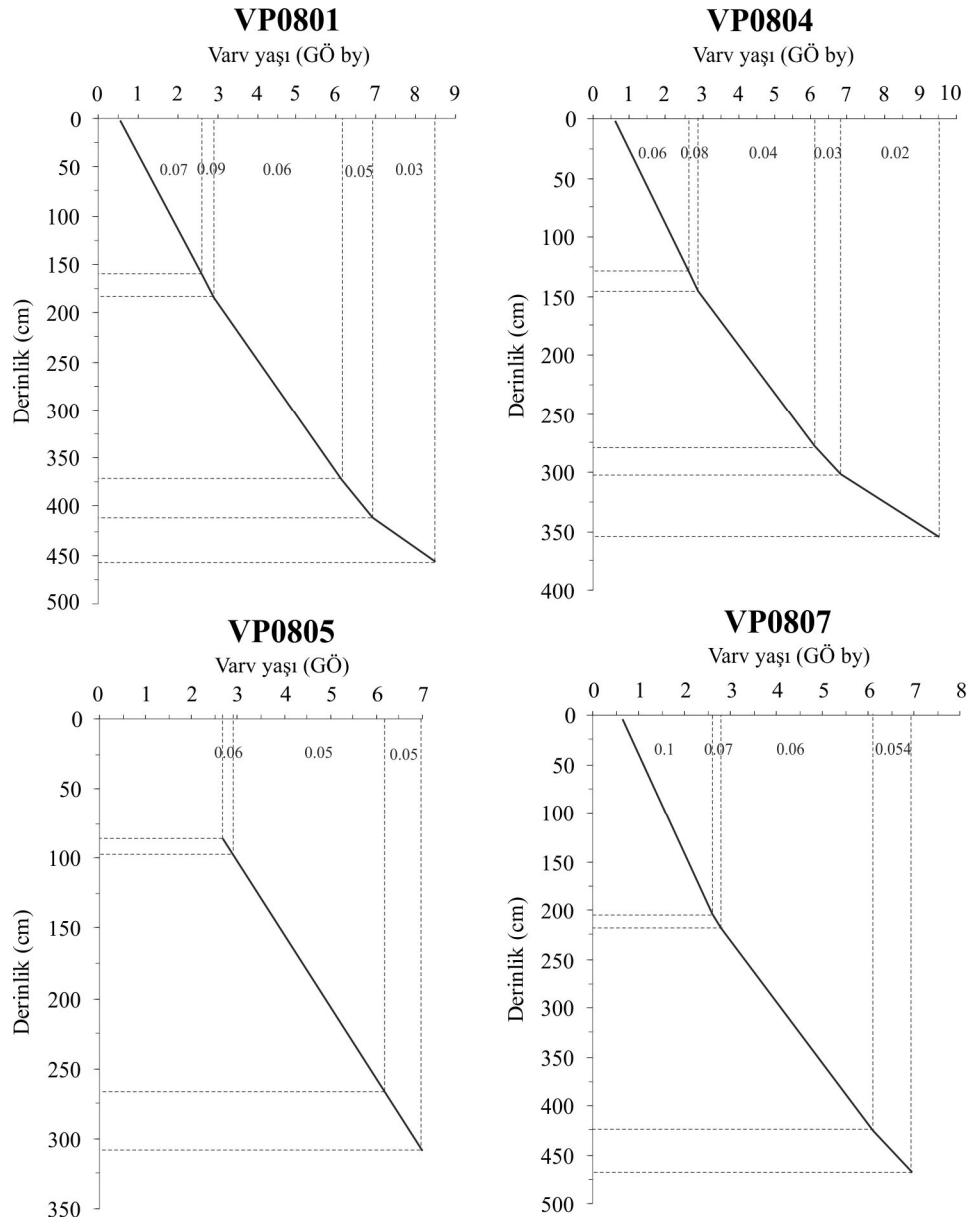 VP0801
Varv yaşı (GÖ by)
0 1 2 3 4 5 6 7 8 9
0.07 0.09 0.06 0.05 0.03
Derinlik (cm)
0
50
100
150
200
250
300
350
400
450
500
VP0804
Varv yaşı (GÖ by)
0 1 2 3 4 5 6 7 8 9 10
0.06 0.08 0.04 0.03 0.02
Derinlik (cm)
0
50
100
150
200
250
300
350
400
VP0805
Varv yaşı (GÖ)
0 1 2 3 4 5 6 7
0.06 0.05 0.05
Derinlik (cm)
0
50
100
150
200
250
300
350
VP0807
Varv yaşı (GÖ by)
0 1 2 3 4 5 6 7 8
0.1 0.07 0.06 0.054
Derinlik (cm)
0
50
100
150
200
250
300
350
400
450
500